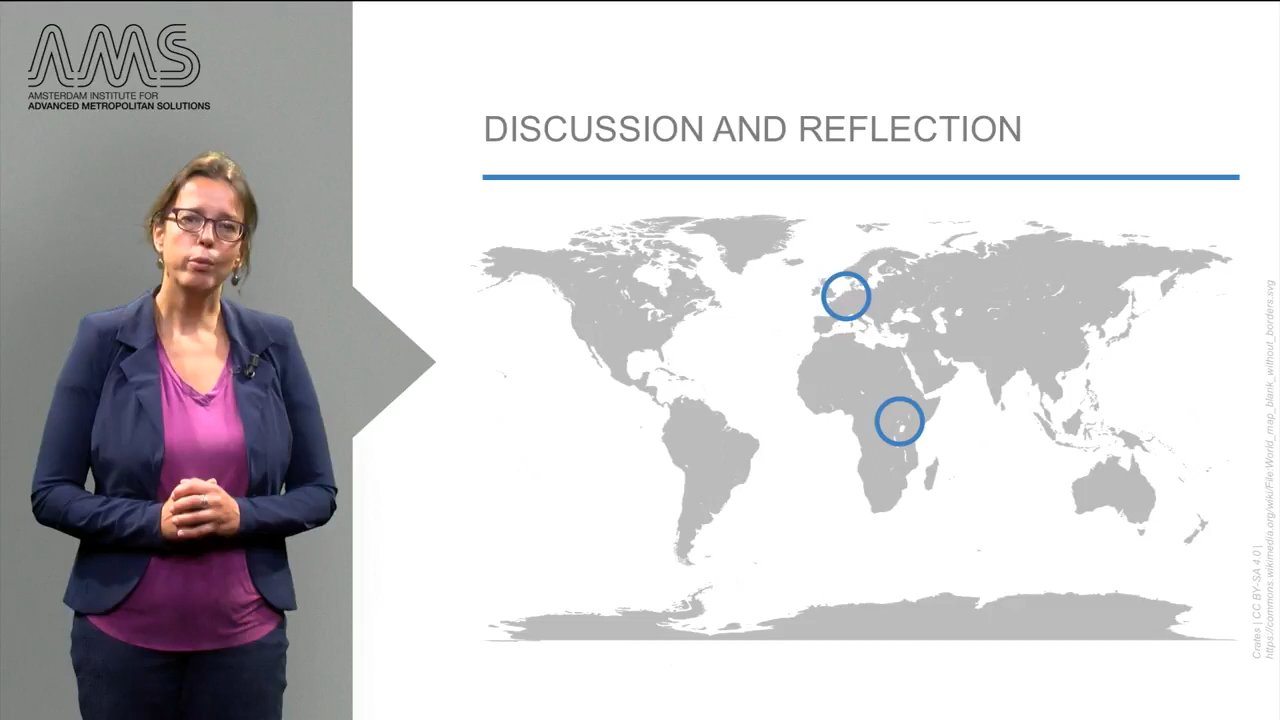 AMS
AMSTERDAM INSTITUTE FOR
ADVANCED METROPOLITAN SOLUTIONS
DISCUSSION AND REFLECTION
Crates | CC BY-SA 4.0 |
https://commons.wikimedia.org/wiki/File:World_map_blank_without_borders.svg